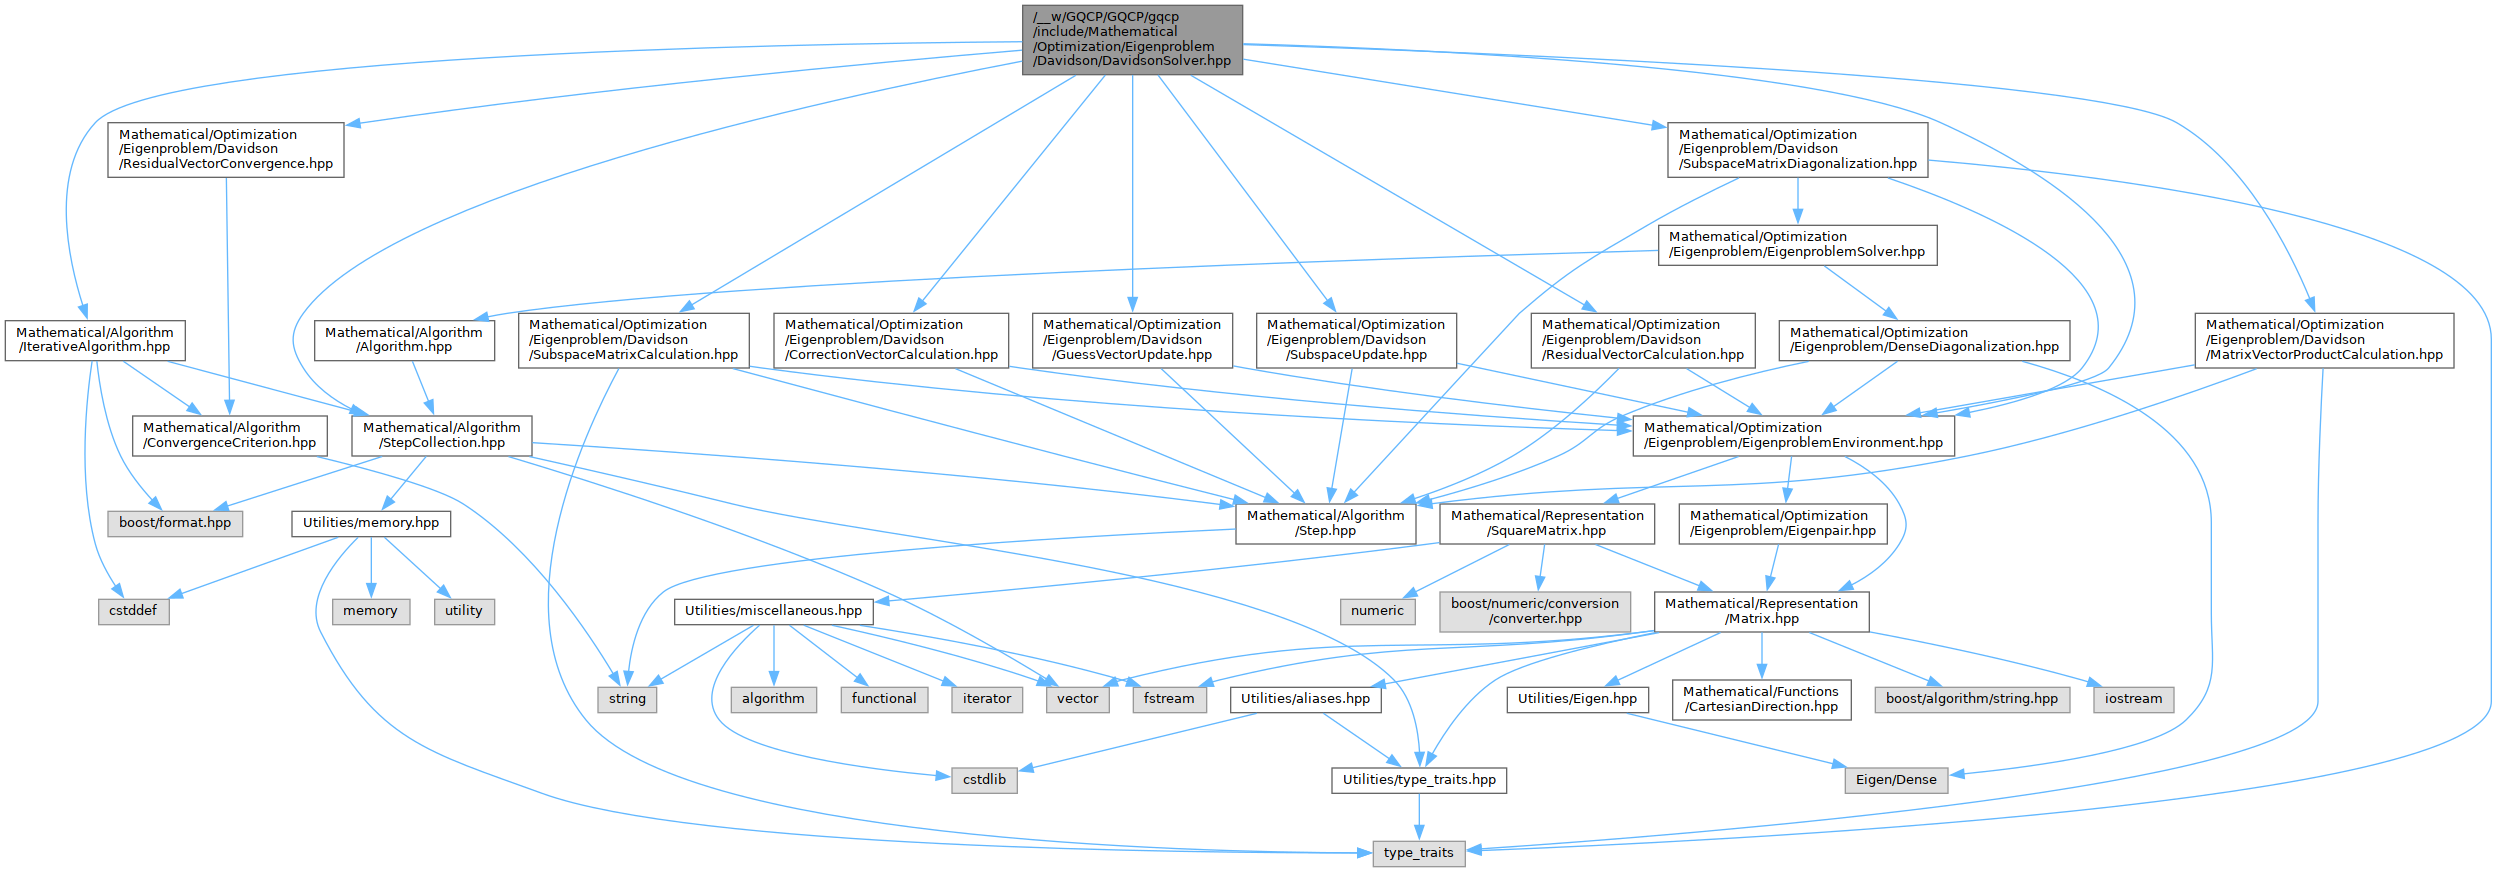 /__w/GQCP/GQCP/gqcp
/include/Mathematical
/Optimization/Eigenproblem
/Davidson/DavidsonSolver.hpp
Mathematical/Optimization
/Eigenproblem/Davidson
/ResidualVectorConvergence.hpp
Mathematical/Optimization
/Eigenproblem/Davidson
/SubspaceMatrixDiagonalization.hpp
Mathematical/Optimization
/Eigenproblem/EigenproblemSolver.hpp
Mathematical/Algorithm
/IterativeAlgorithm.hpp
Mathematical/Algorithm
/Algorithm.hpp
Mathematical/Optimization
/Eigenproblem/Davidson
/SubspaceMatrixCalculation.hpp
Mathematical/Optimization
/Eigenproblem/Davidson
/CorrectionVectorCalculation.hpp
Mathematical/Optimization
/Eigenproblem/Davidson
/GuessVectorUpdate.hpp
Mathematical/Optimization
/Eigenproblem/Davidson
/SubspaceUpdate.hpp
Mathematical/Optimization
/Eigenproblem/Davidson
/ResidualVectorCalculation.hpp
Mathematical/Optimization
/Eigenproblem/DenseDiagonalization.hpp
Mathematical/Optimization
/Eigenproblem/Davidson
/MatrixVectorProductCalculation.hpp
Mathematical/Algorithm
/ConvergenceCriterion.hpp
Mathematical/Algorithm
/StepCollection.hpp
Mathematical/Optimization
/Eigenproblem/EigenproblemEnvironment.hpp
boost/format.hpp
Utilities/memory.hpp
Mathematical/Algorithm
/Step.hpp
Mathematical/Representation
/SquareMatrix.hpp
Mathematical/Optimization
/Eigenproblem/Eigenpair.hpp
cstddef
memory
utility
Utilities/miscellaneous.hpp
numeric
boost/numeric/conversion
/converter.hpp
Mathematical/Representation
/Matrix.hpp
string
algorithm
functional
iterator
vector
fstream
Utilities/aliases.hpp
Utilities/Eigen.hpp
Mathematical/Functions
/CartesianDirection.hpp
boost/algorithm/string.hpp
iostream
cstdlib
Utilities/type_traits.hpp
Eigen/Dense
type_traits